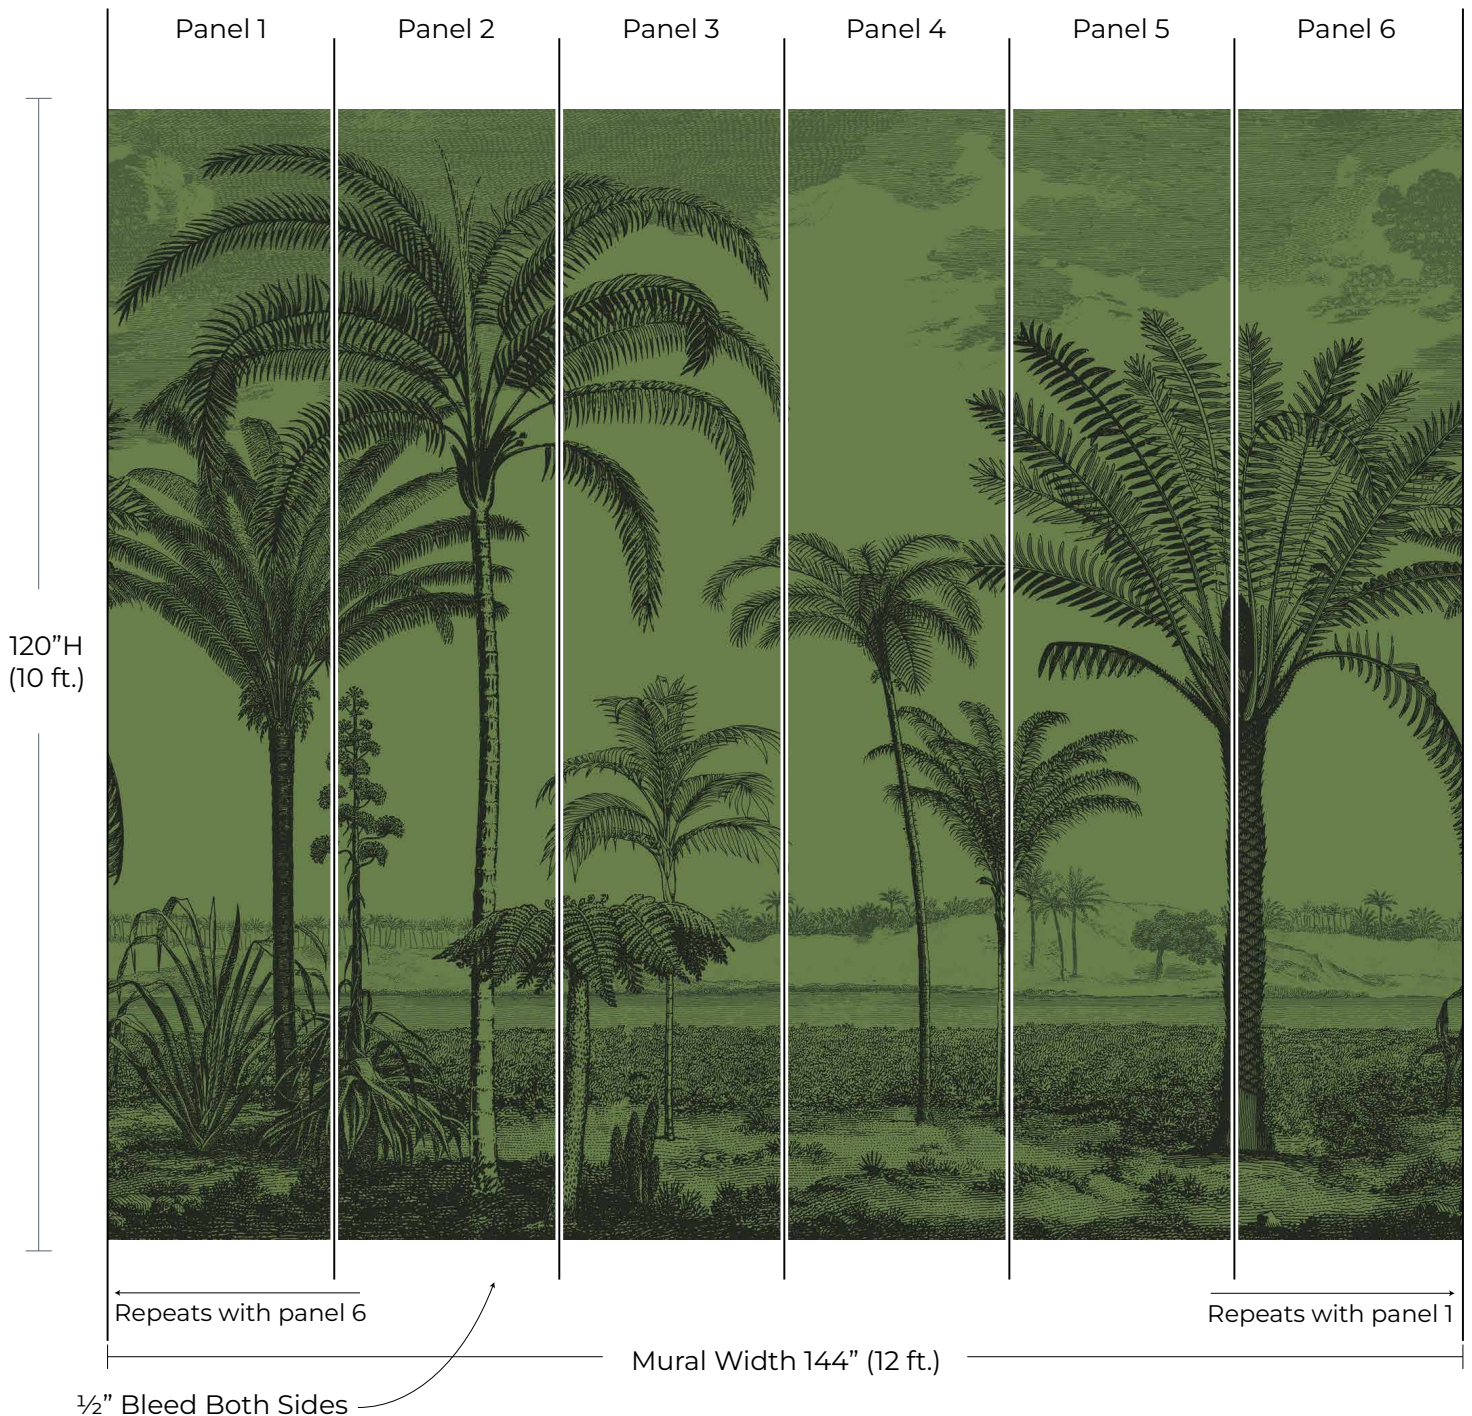 Panel 1
Panel 2
Panel 3
Panel 4
Panel 5
Panel 6
120”H
(10 ft.)
Repeats with panel 6
Repeats with panel 1
Mural Width 144” (12 ft.)
½” Bleed Both Sides